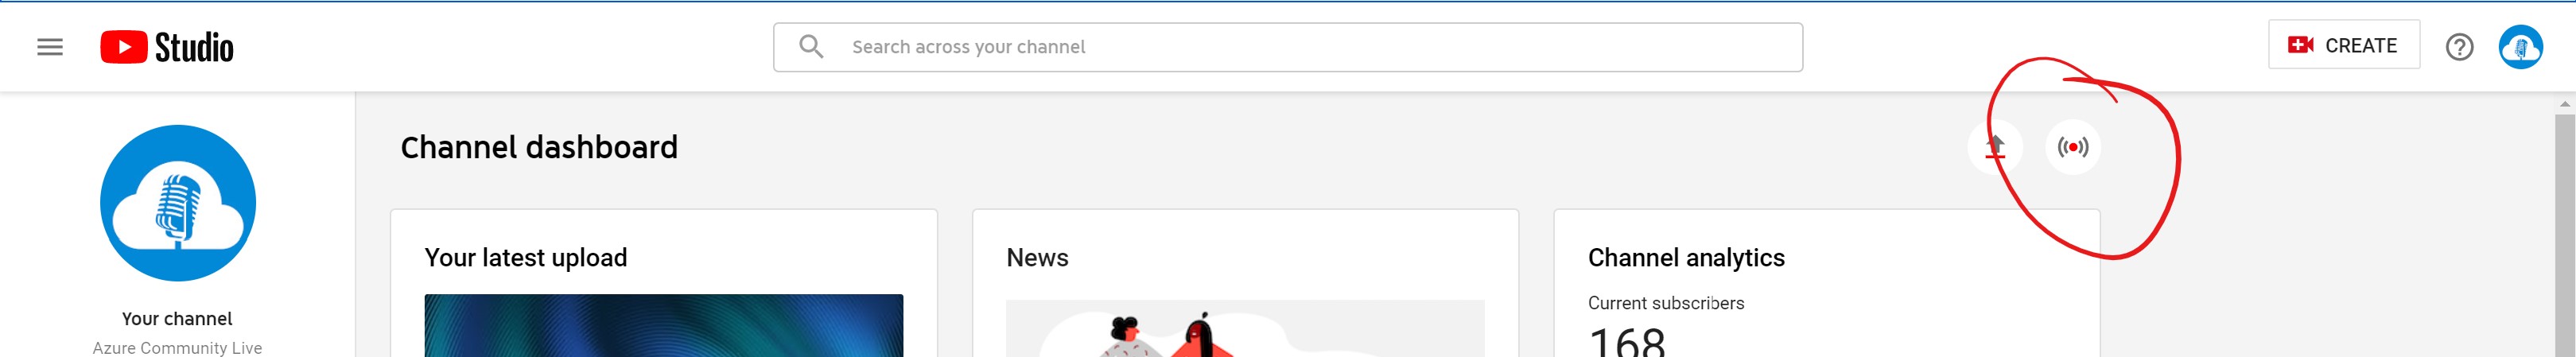 Studio
Search across your channel
CREATE
Channel dashboard
Your latest upload
News
Channel analytics
Current subscribers
168
Your channel
Azure Community Live